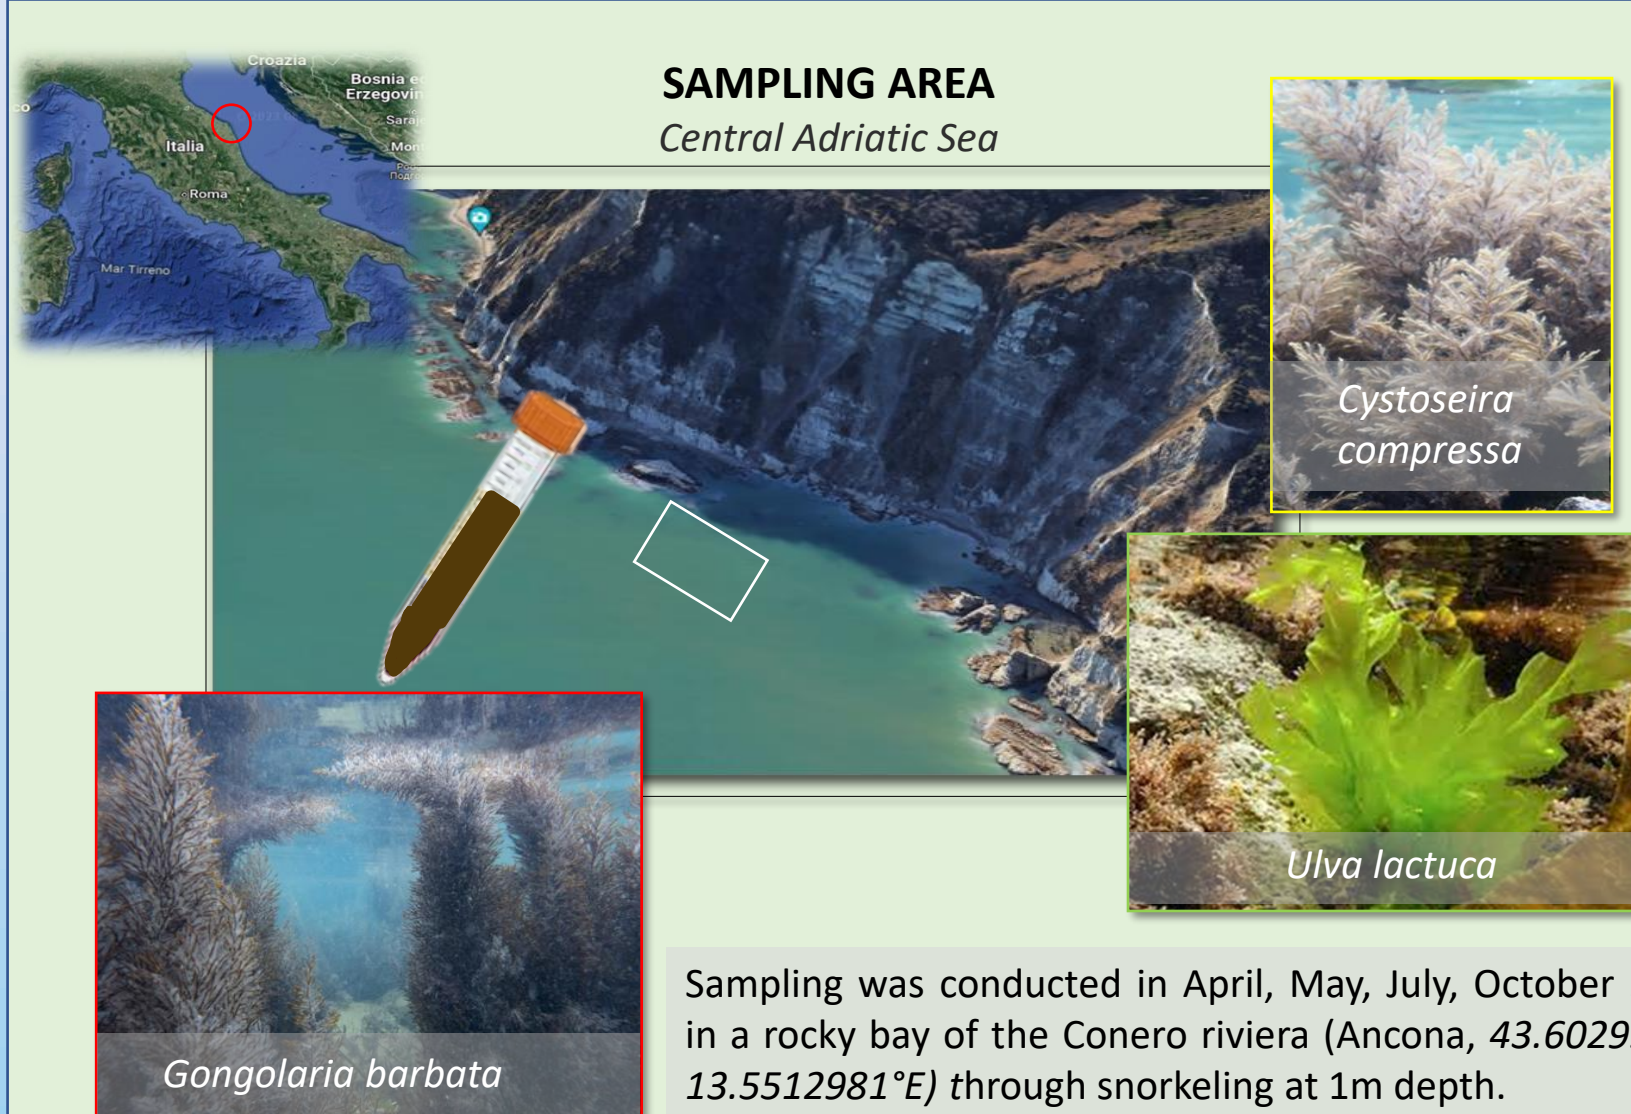 SAMPLING AREA
Central Adriatic Sea
Croazia
Bosnia
Erzegovin
Italia
Roma
Mar Tirreno
Cystoseira
compressa
Ulva lactuca
Gongolaria barbata
Sampling was conducted in April, May, July, October
in a rocky bay of the Conero riviera (Ancona, 43.6029
13.5512981°E) through snorkeling at 1m depth.